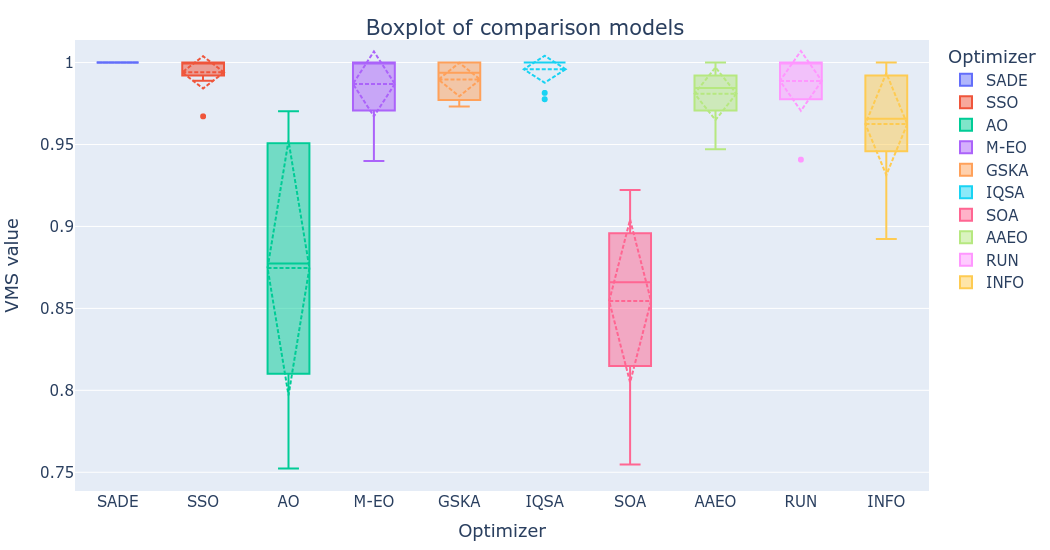 Boxplot of comparison models
VMS value
1
0.95
0.9
0.85
0.8
0.75
SADE SSO AO M-EO GSKA IQSA SOA AAEO RUN INFO
Optimizer
Optimizer
SADE
SSO
AO
M-EO
GSKA
IQSA
SOA
AAEO
RUN
INFO